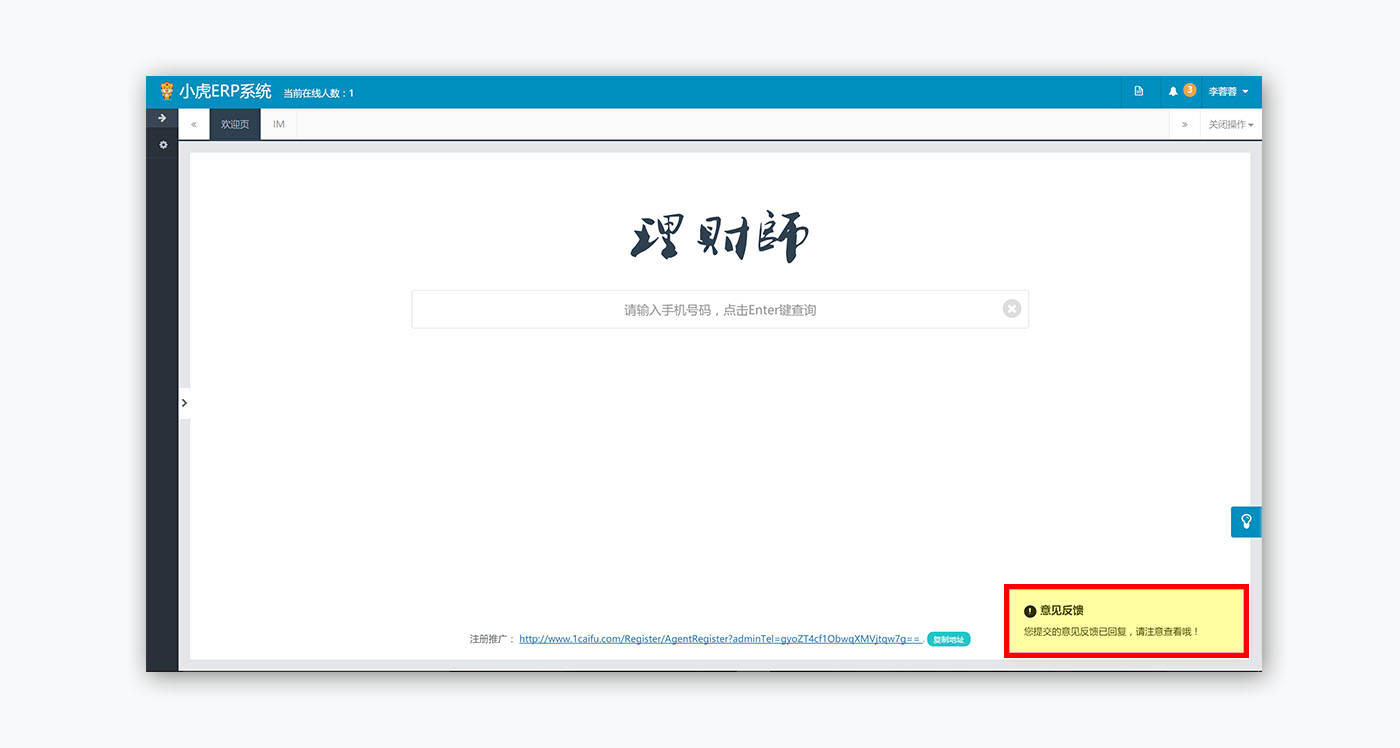 小虎ERP系统 当前在线人数：1 3 李蓉蓉
« 欢迎页 IM » 关闭操作
理财師
请输入手机号码，点击Enter键查询
意见反馈
您提交的意见反馈已回复，请注意查看哦！
注册推广： http://www.1caifu.com/Register/AgentRegister?adminTel=gyoZT4cf1ObwqXMVjtqw7g== . 复制地址